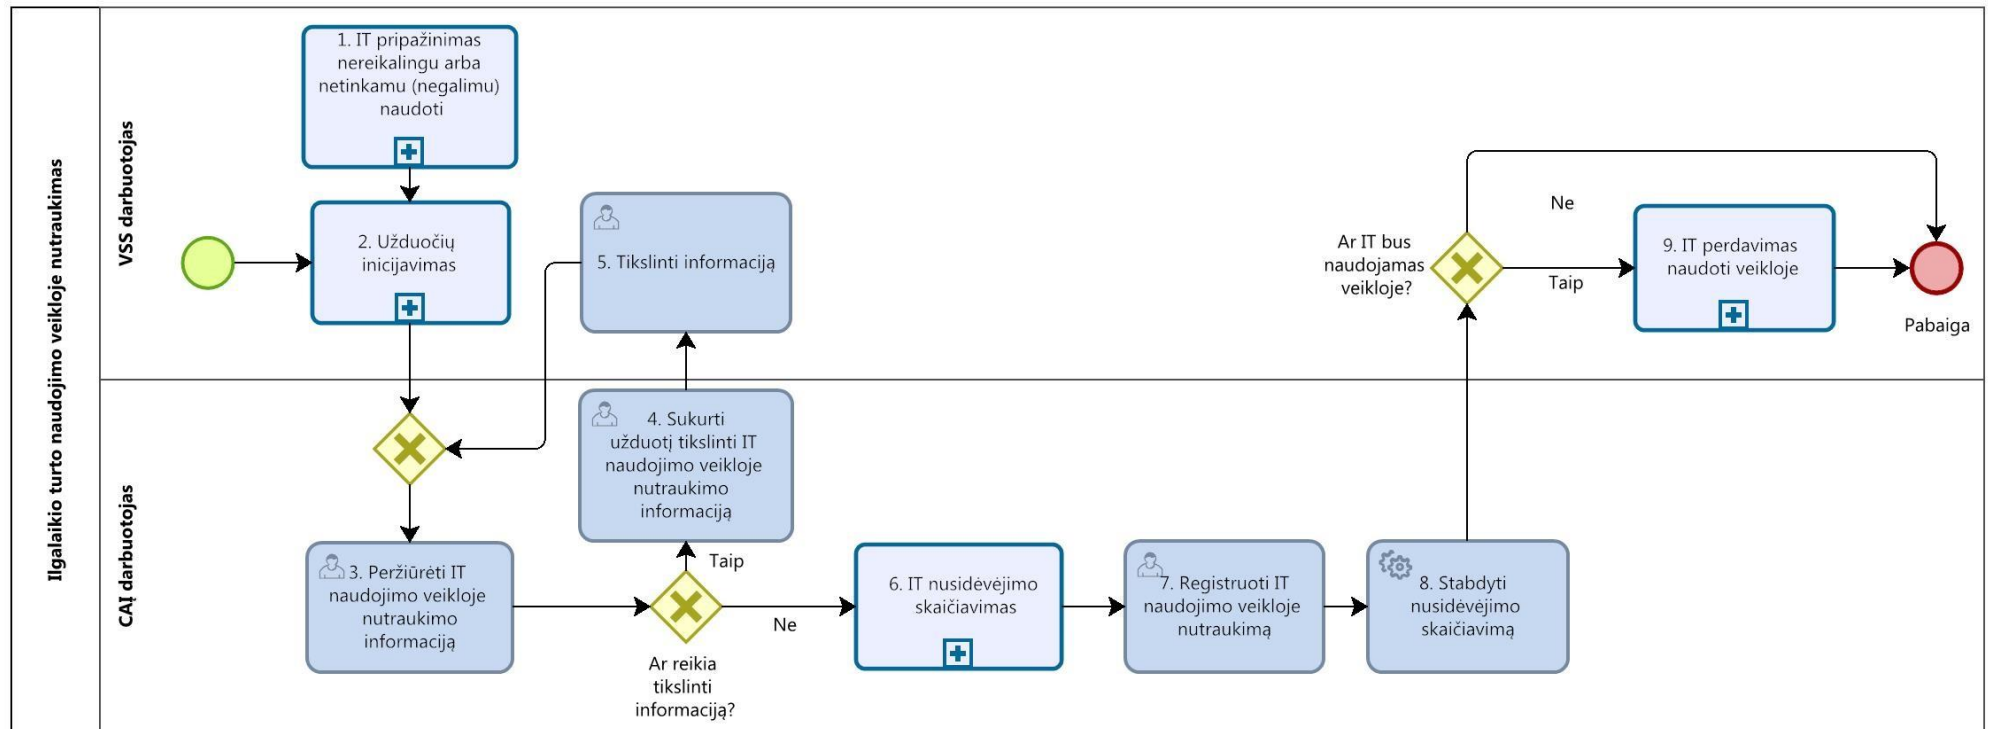 Ilgalaikio turto naudojimo veikloje nutraukimas
VSS darbuotojas
1. IT pripažinimas
nereikalingu arba
netinkamu (negalimu)
naudoti
2. Užduočių
inicijavimas
5. Tikslinti informaciją
Ar IT bus
naudojamas
veikloje?
Ne
Taip
9. IT perdavimas
naudoti veikloje
Pabaiga
CAĮ darbuotojas
3. Peržiūrėti IT
naudojimo veikloje
nutraukimo
informaciją
4. Sukurti
užduotį tikslinti IT
naudojimo veikloje
nutraukimo
informaciją
Taip
Ar reikia
tikslinti
informaciją?
Ne
6. IT nusidėvėjimo
skaičiavimas
7. Registruoti IT
naudojimo veikloje
nutraukimą
8. Stabdyti
nusidėvėjimo
skaičiavimą